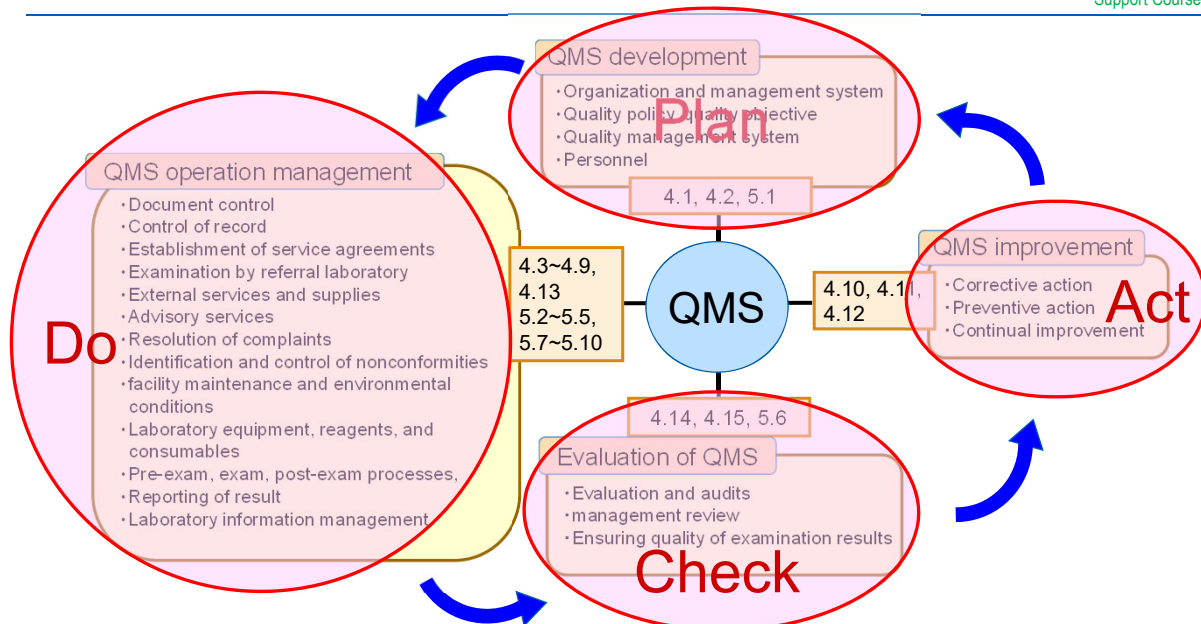 Support Course
QMS development
・Organization and management system
・Quality policy, quality objective
・Quality management system
・Personnel
Plan
4.1, 4.2, 5.1
QMS operation management
・Document control
・Control of record
・Establishment of service agreements
・Examination by referral laboratory
・External services and supplies
・Advisory services
・Resolution of complaints
・Identification and control of nonconformities
・facility maintenance and environmental
conditions
・Laboratory equipment, reagents, and
consumables
・Pre-exam, exam, post-exam processes,
・Reporting of result
・Laboratory information management
Do
4.3~4.9,
4.13
5.2~5.5,
5.7~5.10
QMS
4.10, 4.11,
4.12
QMS improvement
・Corrective action
・Preventive action
・Continual improvement
Act
4.14, 4.15, 5.6
Evaluation of QMS
・Evaluation and audits
・management review
・Ensuring quality of examination results
Check